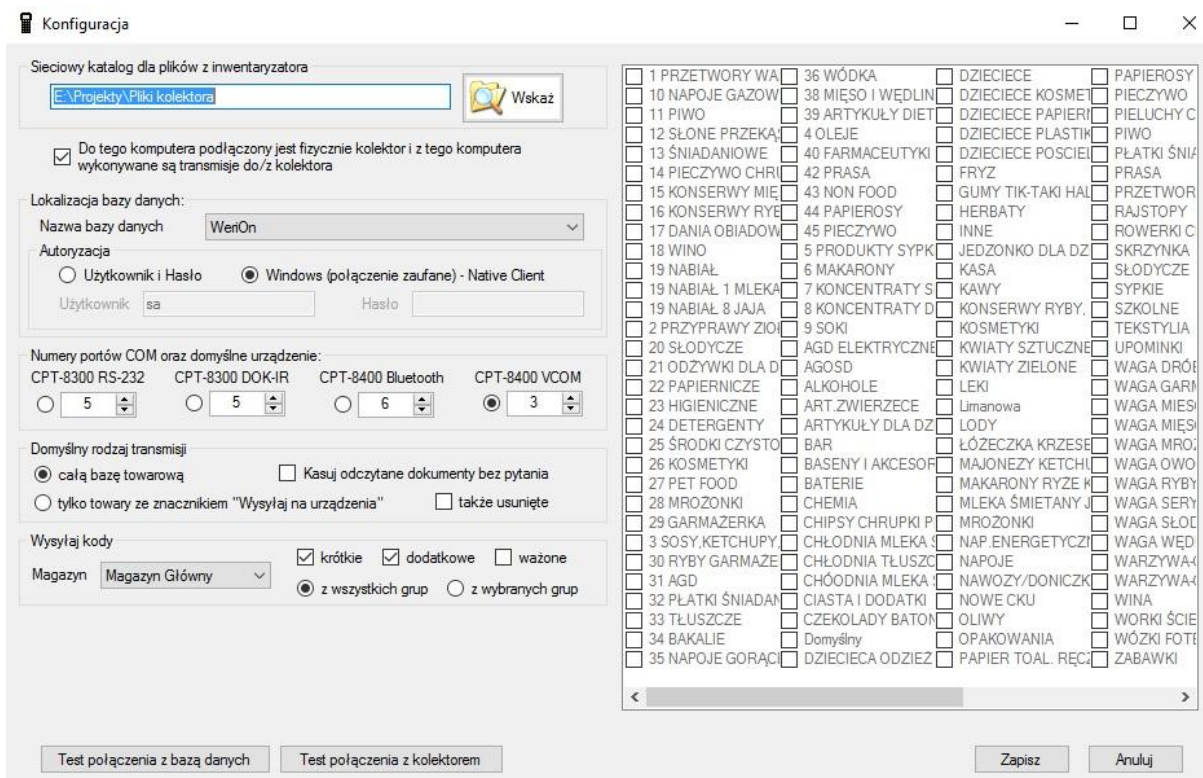 Konfiguracja
Sieciowy katalog dla plików z inwentaryzatora
E:\Projekty\Pliki kolektora
Wskaż
Do tego komputera podłączony jest fizycznie kolektor i z tego komputera
wykonywane są transmisje do/z kolektora
Lokalizacja bazy danych:
Nazwa bazy danych WeriOn
Autoryzacja
Użytkownik i Hasło Windows (połączenie zaufane) - Native Client
Użytkownik sa Hasło
Numery portów COM oraz domyślne urządzenie:
CPT-8300 RS-232 CPT-8300 DOK-IR CPT-8400 Bluetooth CPT-8400 VCOM
5 5 6 3
Domyślny rodzaj transmisji
całą bazę towarową Kasuj odczytane dokumenty bez pytania
tylko towary ze znacznikiem "Wysyłaj na urządzenia" także usunięte
Wysyłaj kody
krótkie dodatkowe ważone
Magazyn Magazyn Główny
z wszystkich grup z wybranych grup
1 PRZETWORY WA
10 NAPOJE GAZOW
11 PIWO
12 SŁONE PRZEKĄ
13 ŚNIADANIOWE
14 PIECZYWO CHRU
15 KONSERWY MIĘ
16 KONSERWY RYB
17 DANIA OBIADOW
18 WINO
19 NABIAŁ
19 NABIAŁ 1 MLEKA
19 NABIAŁ 8 JAJA
2 PRZYPRAWY ZIOŁ
20 SŁODYCZE
21 ODŻYWKI DLA D
22 PAPIERNICZE
23 HIGIENICZNE
24 DETERGENTY
25 ŚRODKI CZYSTO
26 KOSMETYKI
27 PET FOOD
28 MROŻONKI
29 GARMAŻERKA
3 SOSY,KETCHUPY,
30 RYBY GARMAŻE
31 AGD
32 PŁATKI ŚNIADAN
33 TŁUSZCZE
34 BAKALIE
35 NAPOJE GORĄC
36 WÓDKA
38 MIĘSO I WĘDLIN
39 ARTYKUŁY DIET
4 OLEJE
40 FARMACEUTYKI
42 PRASA
43 NON FOOD
44 PAPIEROSY
45 PIECZYWO
5 PRODUKTY SYPK
6 MAKARONY
7 KONCENTRATY S
8 KONCENTRATY D
9 SOKI
AGD ELEKTRYCZNE
AGOSD
ALKOHOLE
ART.ZWIERZECE
ARTYKUŁY DLA DZ
BAR
BASENY I AKCESOR
BATERIE
CHEMIA
CHIPSY CHRUPKI P
CHŁODNIA MLEKA Ś
CHŁODNIA TŁUSZC
CHÓODNIA MLEKA
CIASTA I DODATKI
CZEKOLADY BATON
Domyślny
DZIECIECA ODZIEŻ
DZIECIECE
DZIECIECE KOSMET
DZIECIECE PAPIERN
DZIECIECE PLASTIK
DZIECIECE POSCIEL
FRYZ
GUMY TIK-TAKI HAL
HERBATY
INNE
JEDZONKO DLA DZ
KASA
KAWY
KONSERWY RYBY,
KOSMETYKI
KWIATY SZTUCZNE
KWIATY ZIELONE
LEKI
Limanowa
LODY
ŁÓŻECZKA KRZESE
MAJONEZY KETCHU
MAKARONY RYŻE K
MLEKA ŚMIETANY J
MROŻONKI
NAP.ENERGETYCZN
NAPOJE
NAWOZY/DONICZK
NOWE CKU
OLIWY
OPAKOWANIA
PAPIER TOAL. RĘCZ
PAPIEROSY
PIECZYWO
PIELUCHY C
PIWO
PŁATKI ŚNIA
PRASA
PRZETWOR
RAJSTOPY
ROWERKI C
SKRZYNKA
SŁODYCZE
SYPKIE
SZKOLNE
TEKSTYLIA
UPOMINKI
WAGA DRÓB
WAGA GARM
WAGA MIES
WAGA MIĘS
WAGA MROŻ
WAGA OWO
WAGA RYBY
WAGA SERY
WAGA SŁOD
WAGA WĘD
WARZYWA-
WARZYWA-
WINA
WORKI ŚCIE
WÓZKI FOTE
ZABAWKI
Test połączenia z bazą danych Test połączenia z kolektorem Zapisz Anuluj